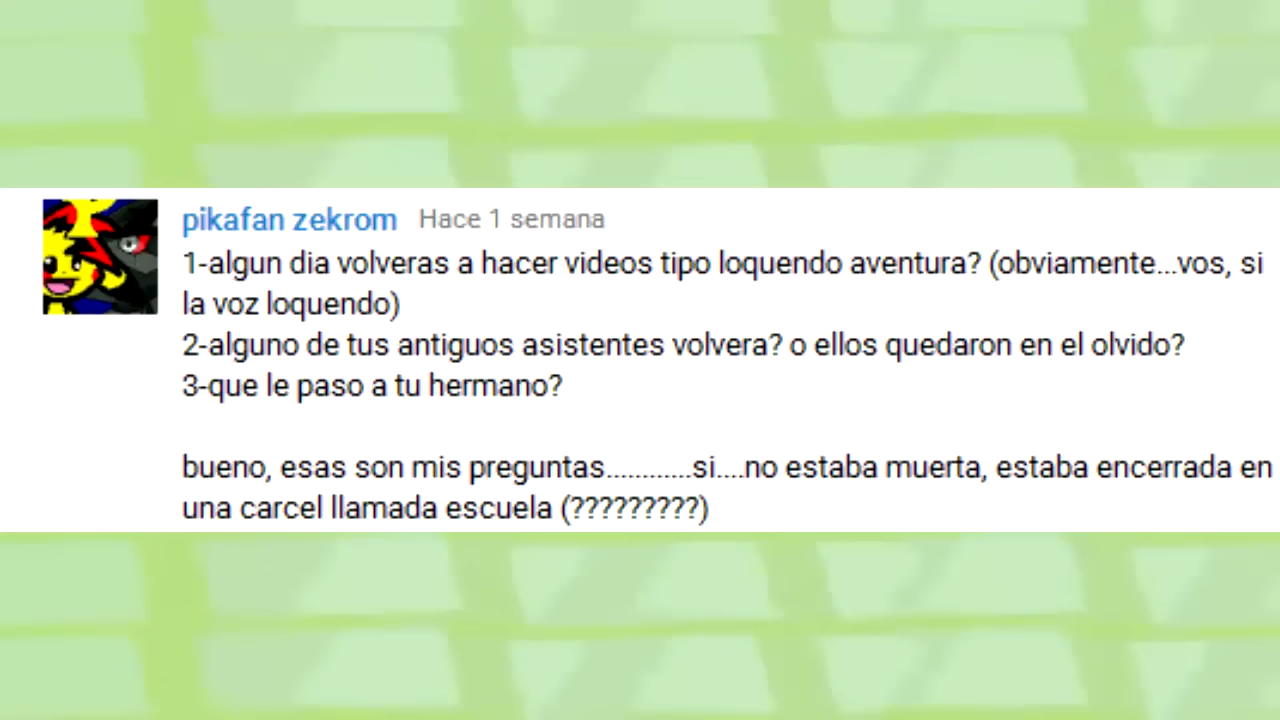 pikafan zekrom Hace 1 semana
1-algun dia volveras a hacer videos tipo loquendo aventura? (obviamente...vos, si
la voz loquendo)
2-alguno de tus antiguos asistentes volvera? o ellos quedaron en el olvido?
3-que le paso a tu hermano?
bueno, esas son mis preguntas............si....no estaba muerta, estaba encerrada en
una carcel llamada escuela (?????????)